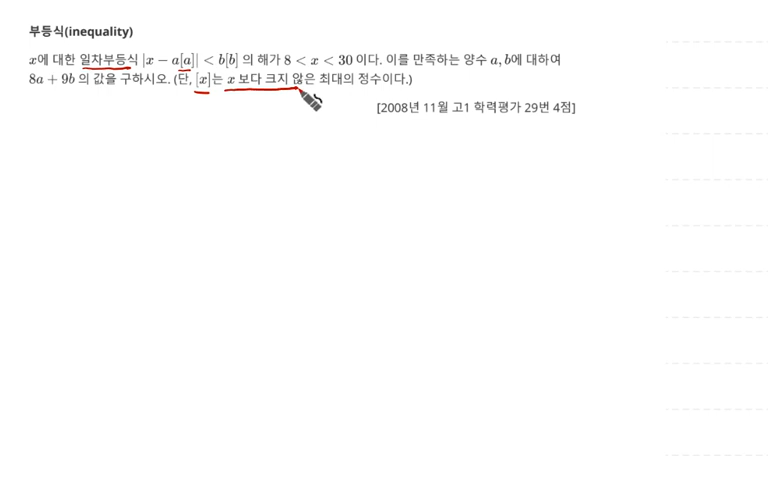 부등식(inequality)
x에 대한 일차부등식 |x − a[a]| < b[b] 의 해가 8 < x < 30 이다. 이를 만족하는 양수 a, b에 대하여
8a + 9b 의 값을 구하시오. (단, [x]는 x 보다 크지 않은 최대의 정수이다.)
[2008년 11월 고1 학력평가 29번 4점]